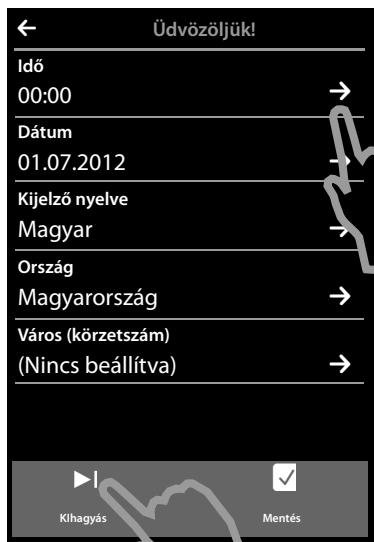 Üdvözöljük!
Idő
00:00
Dátum
01.07.2012
Kijelző nyelve
Magyar
Ország
Magyarország
Város (körzetszám)
(Nincs beállítva)
KIhagyás
Mentés